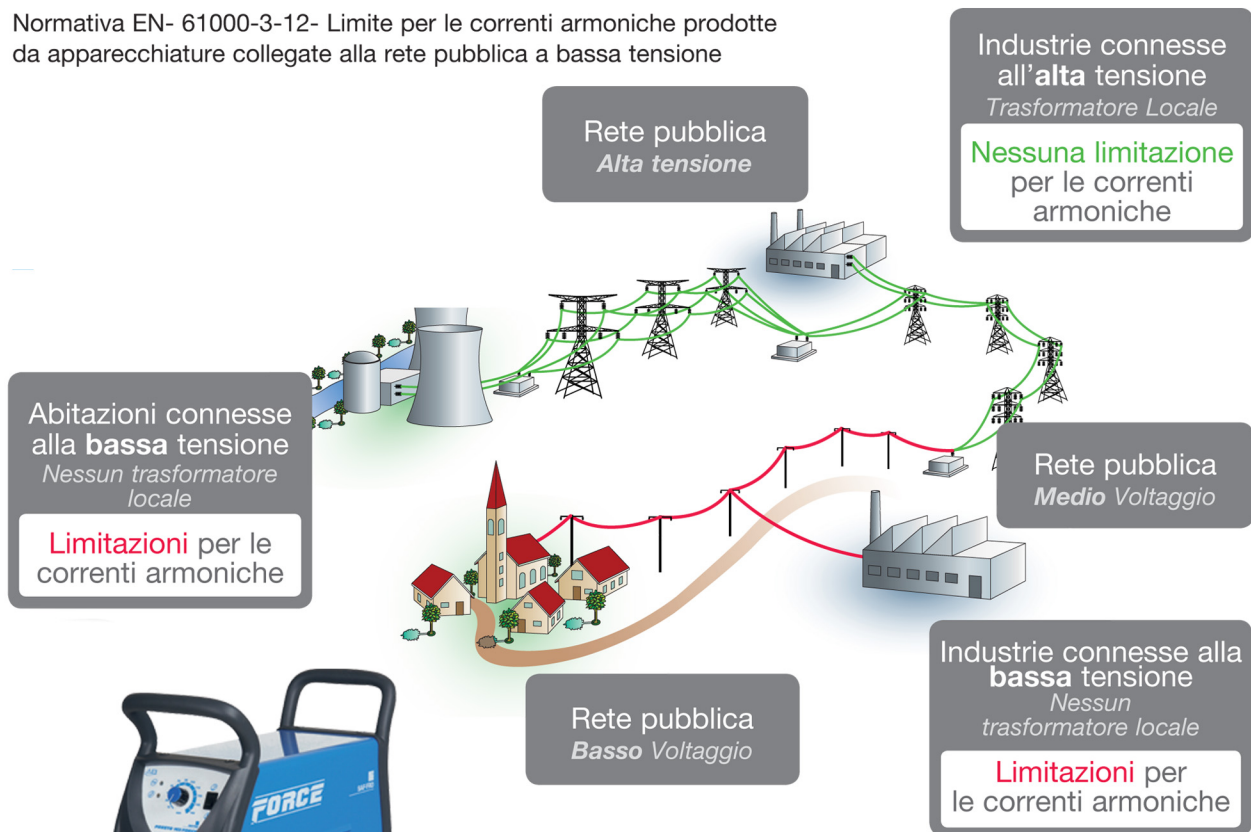 Normativa EN- 61000-3-12- Limite per le correnti armoniche prodotte
da apparecchiature collegate alla rete pubblica a bassa tensione
Rete pubblica
Alta tensione
Industrie connesse
all'alta tensione
Trasformatore Locale
Nessuna limitazione
per le correnti
armoniche
Abitazioni connesse
alla bassa tensione
Nessun trasformatore
locale
Limitazioni per le
correnti armoniche
Rete pubblica
Medio Voltaggio
Rete pubblica
Basso Voltaggio
Industrie connesse alla
bassa tensione
Nessun
trasformatore locale
Limitazioni per
le correnti armoniche
FORCE